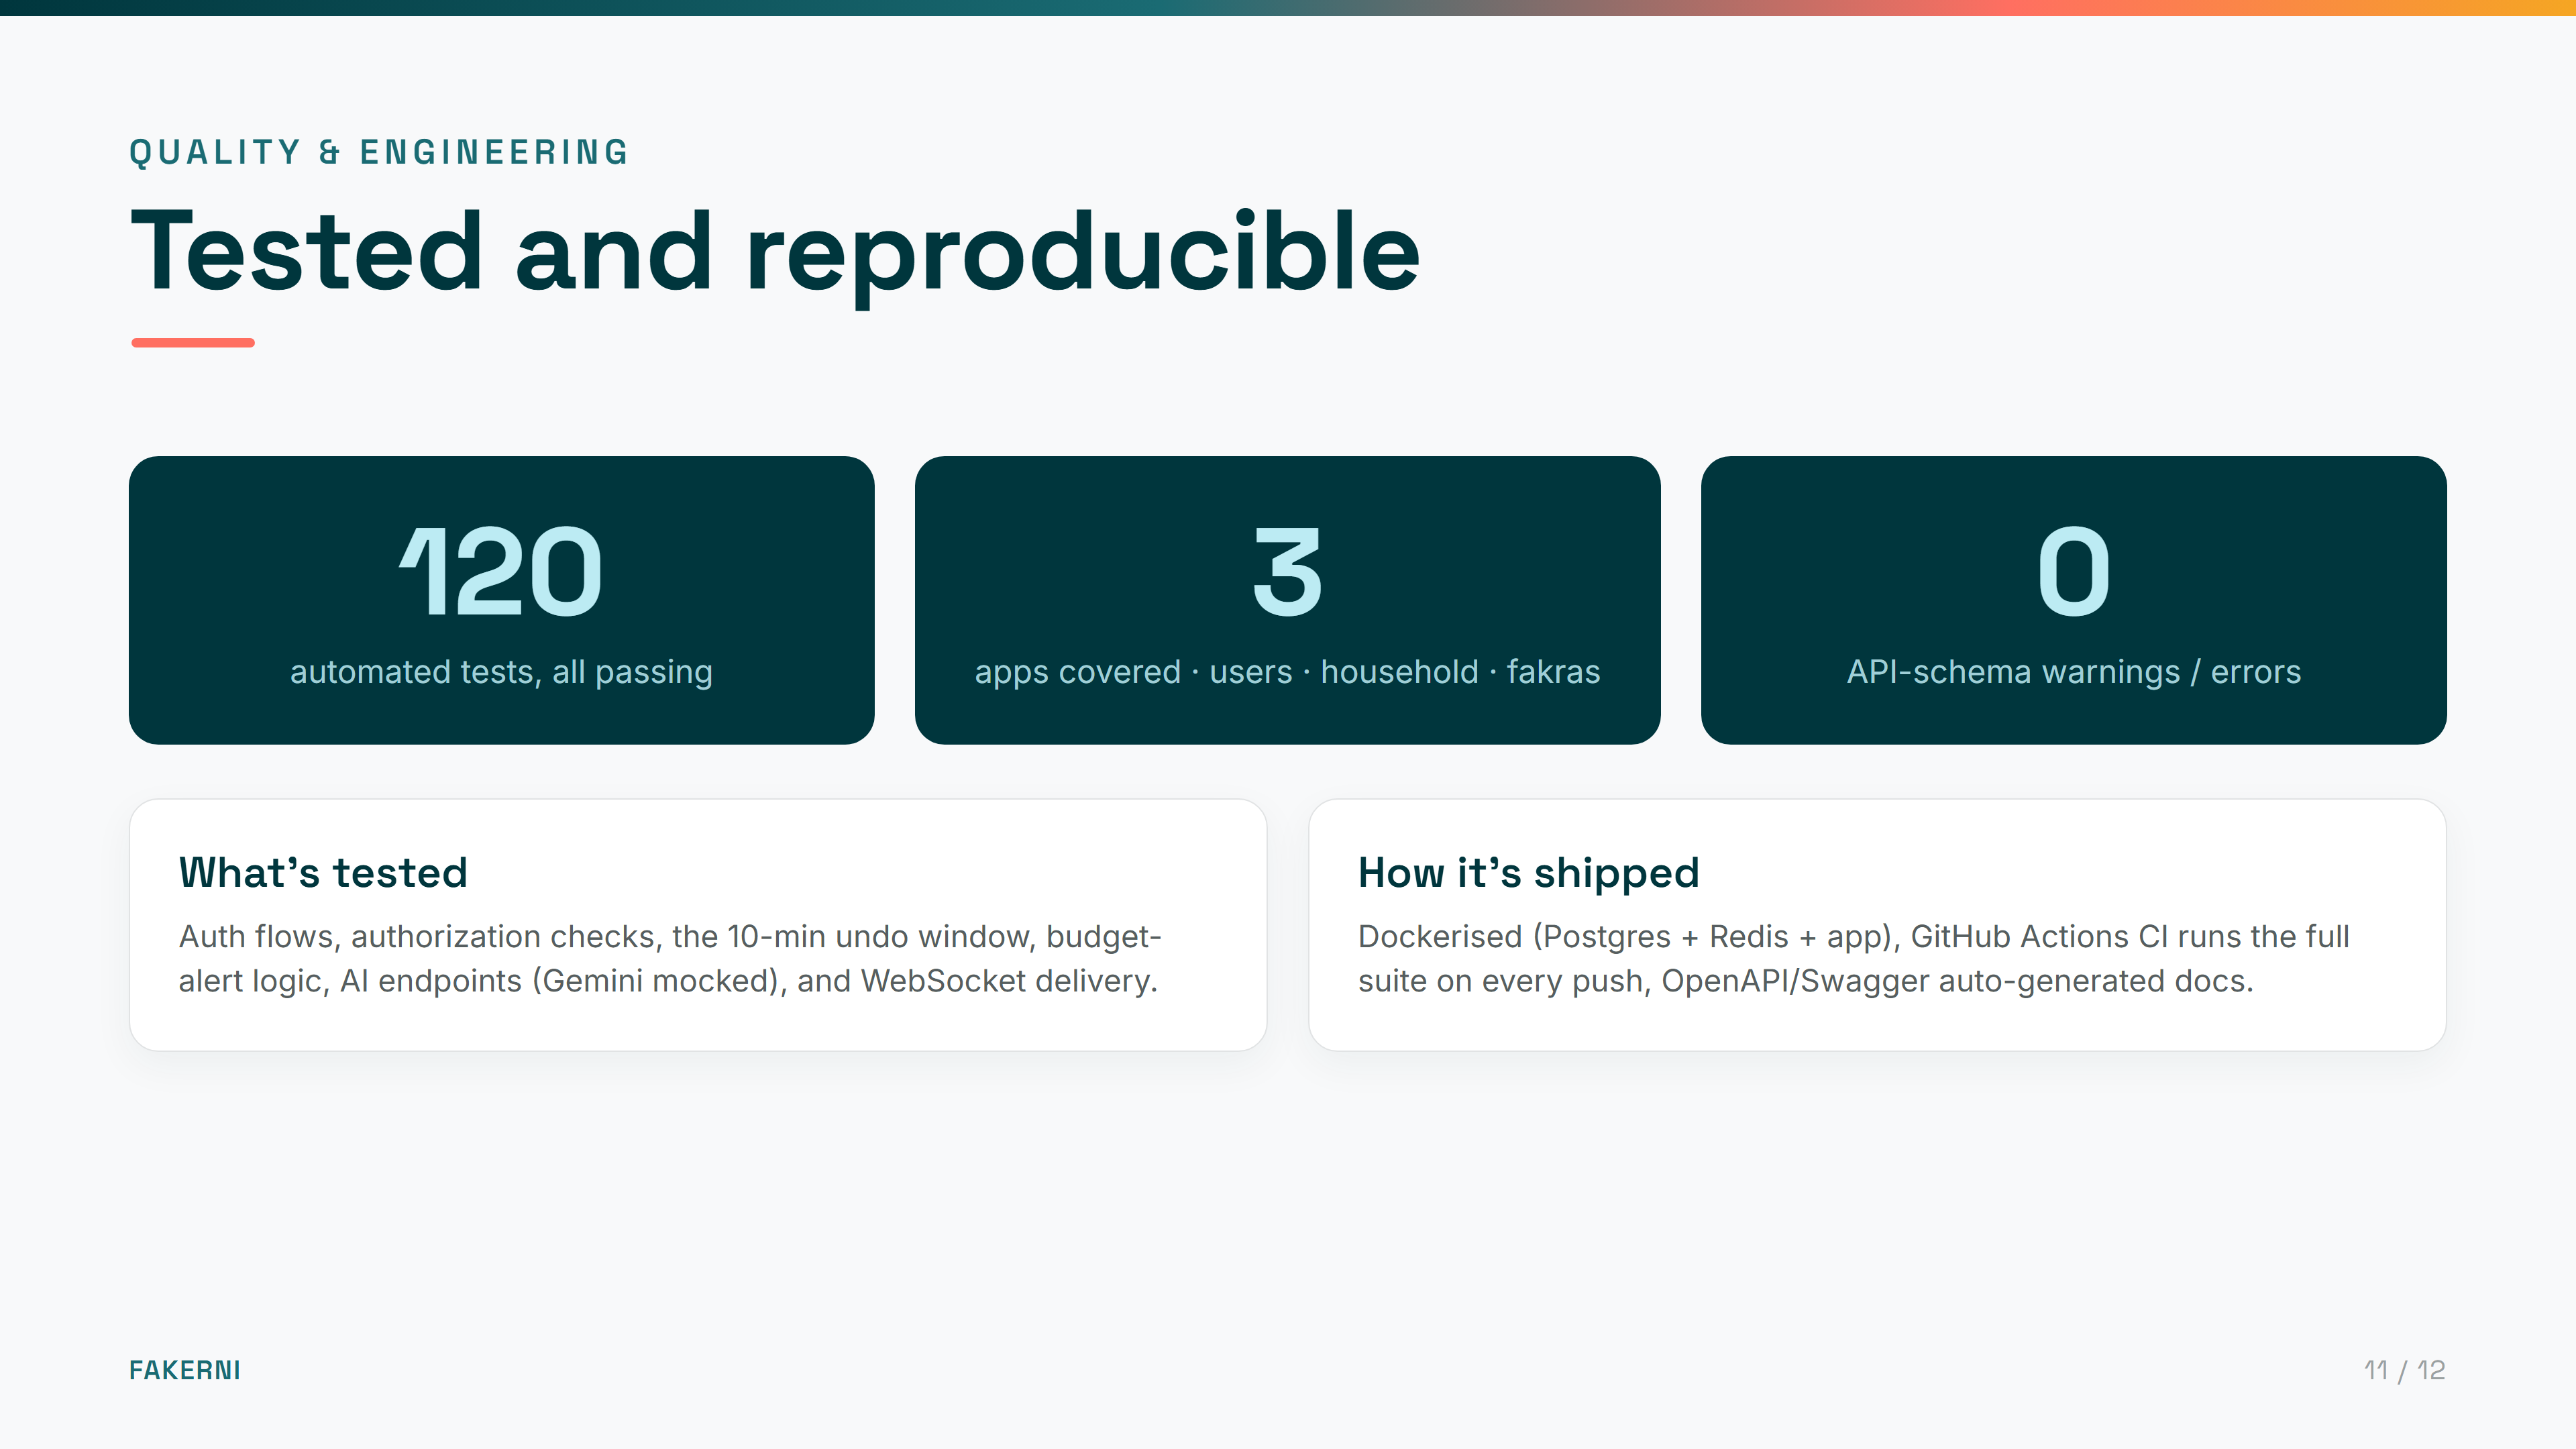 QUALITY & ENGINEERING
Tested and reproducible
120
automated tests, all passing
3
apps covered · users · household · fakras
0
API-schema warnings / errors
What’s tested
Auth flows, authorization checks, the 10-min undo window, budget-
alert logic, AI endpoints (Gemini mocked), and WebSocket delivery.
How it’s shipped
Dockerised (Postgres + Redis + app), GitHub Actions CI runs the full
suite on every push, OpenAPI/Swagger auto-generated docs.
FAKERNI
11 / 12